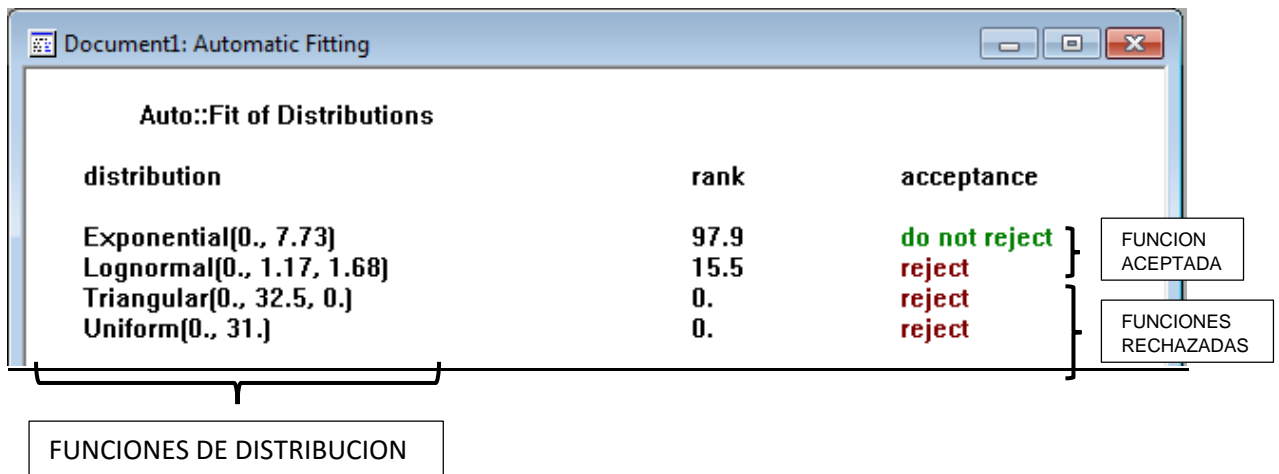 Document1: Automatic Fitting
Auto::Fit of Distributions
distribution rank acceptance
Exponential(0., 7.73) 97.9 do not reject
Lognormal(0., 1.17, 1.68) 15.5 reject
Triangular(0., 32.5, 0.) 0. reject
Uniform(0., 31.) 0. reject
FUNCION
ACEPTADA
FUNCIONES
RECHAZADAS
FUNCIONES DE DISTRIBUCION